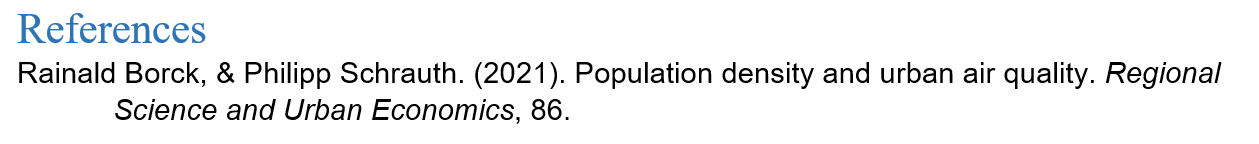 References
Rainald Borck, & Philipp Schrauth. (2021). Population density and urban air quality. Regional
Science and Urban Economics, 86.